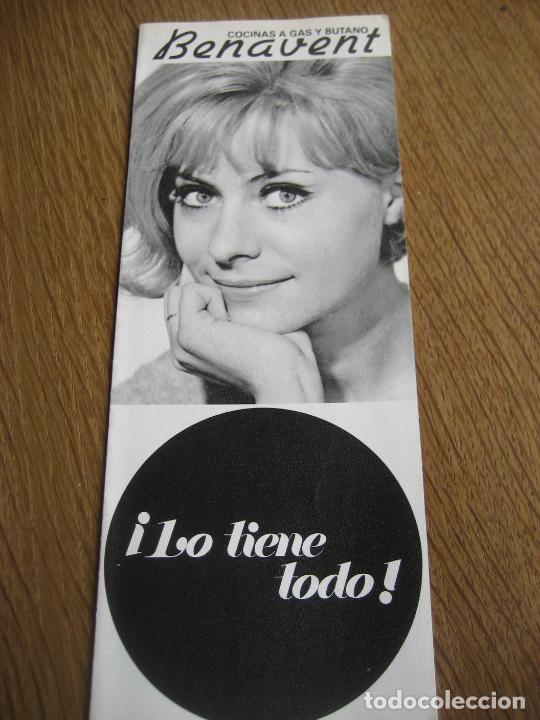 COCINAS A GAS Y BUTANO
Benavent
¡Lo tiene
todo!
todocoleccion